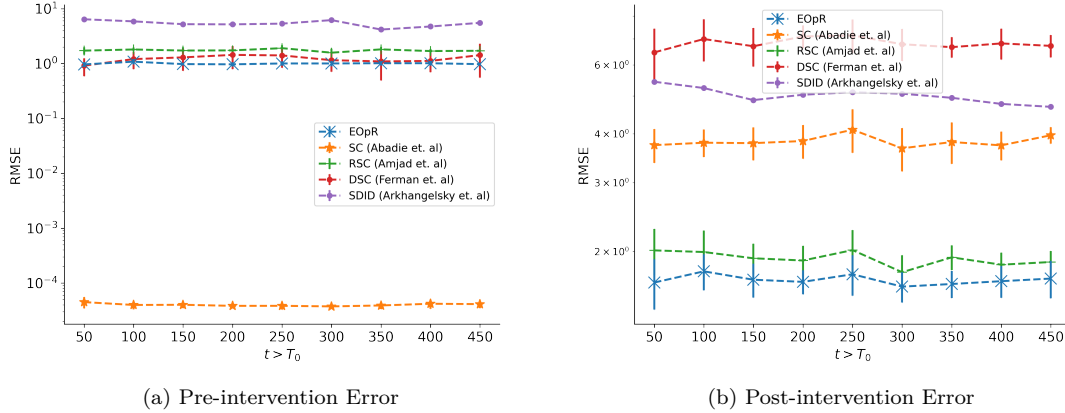 10¹
10⁰
10⁻¹
10⁻²
10⁻³
10⁻⁴
RMSE
EOpR
SC (Abadie et. al)
RSC (Amjad et. al)
DSC (Ferman et. al)
SDID (Arkhangelsky et. al)
50 100 150 200 250 300 350 400 450
t > T₀
(a) Pre-intervention Error
6 × 10⁰
4 × 10⁰
3 × 10⁰
2 × 10⁰
RMSE
EOpR
SC (Abadie et. al)
RSC (Amjad et. al)
DSC (Ferman et. al)
SDID (Arkhangelsky et. al)
50 100 150 200 250 300 350 400 450
t > T₀
(b) Post-intervention Error